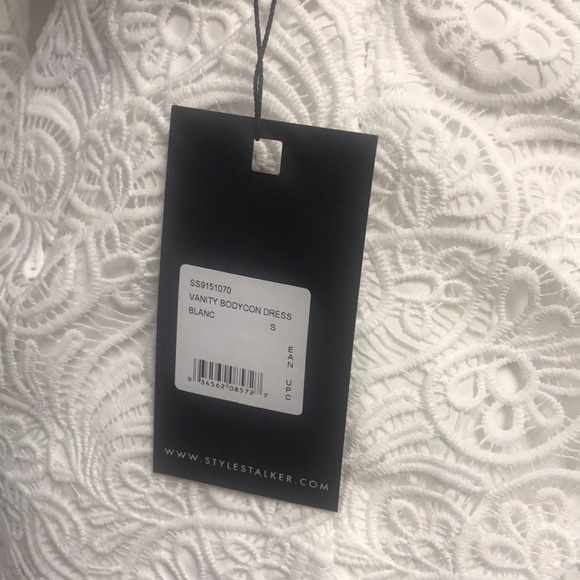 SS9151070
VANITY BODYCON DRESS
BLANC S
EAN
UPC
9 34562 08572 7
WWW.STYLESTALKER.COM